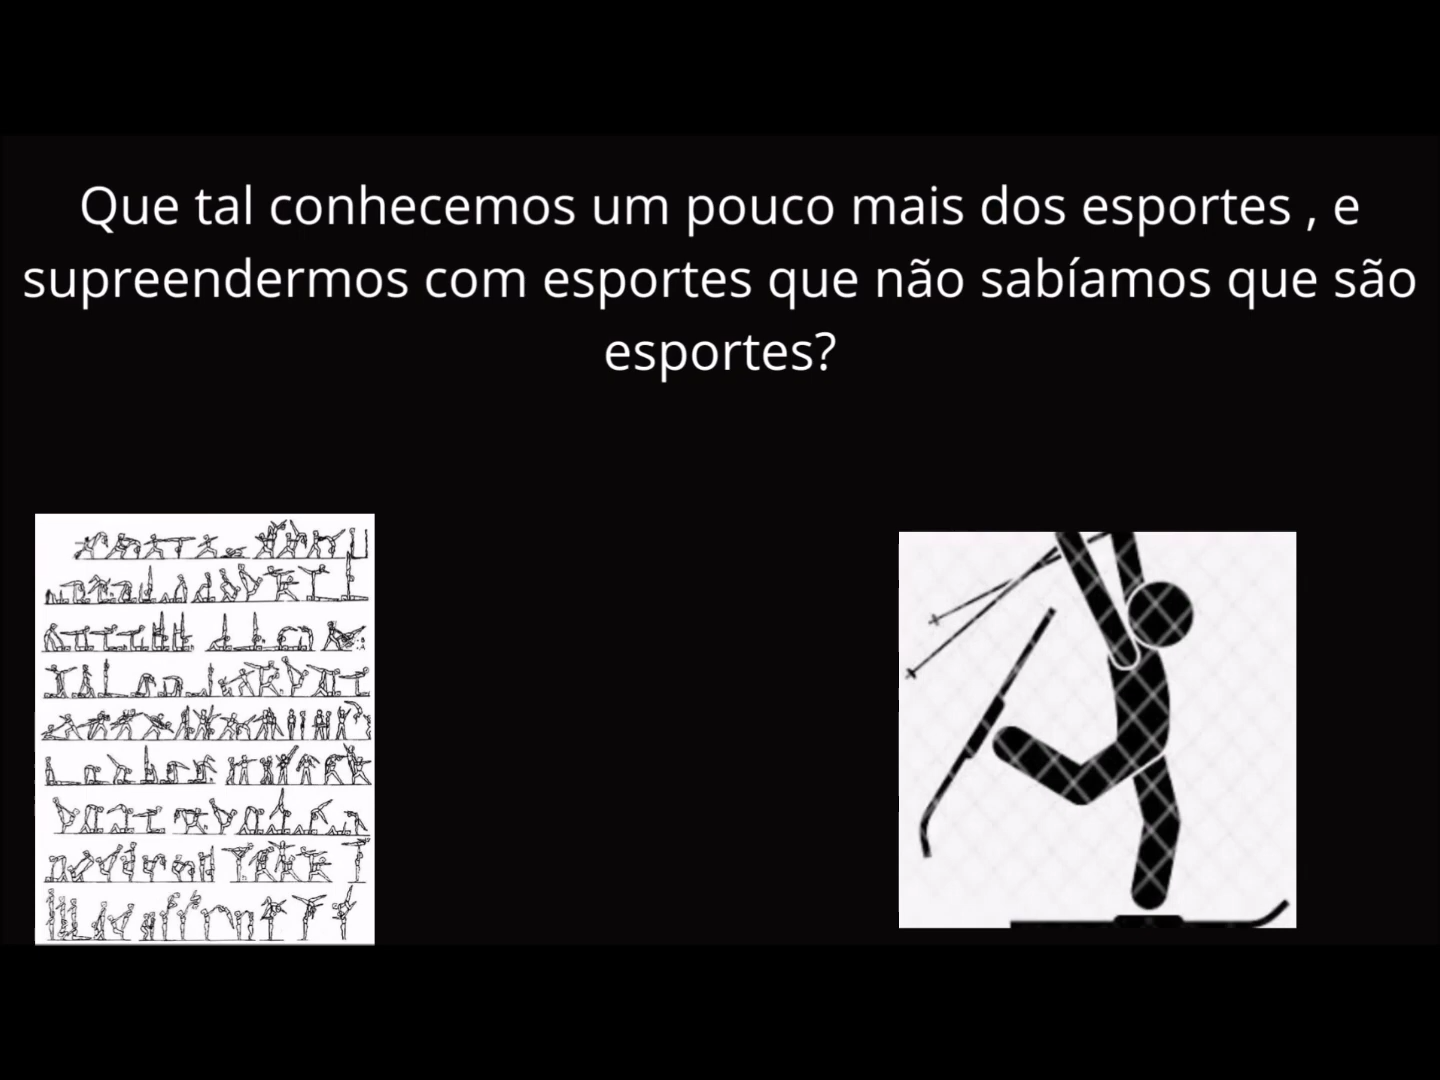 Que tal conhecemos um pouco mais dos esportes , e
supreendermos com esportes que não sabíamos que são
esportes?